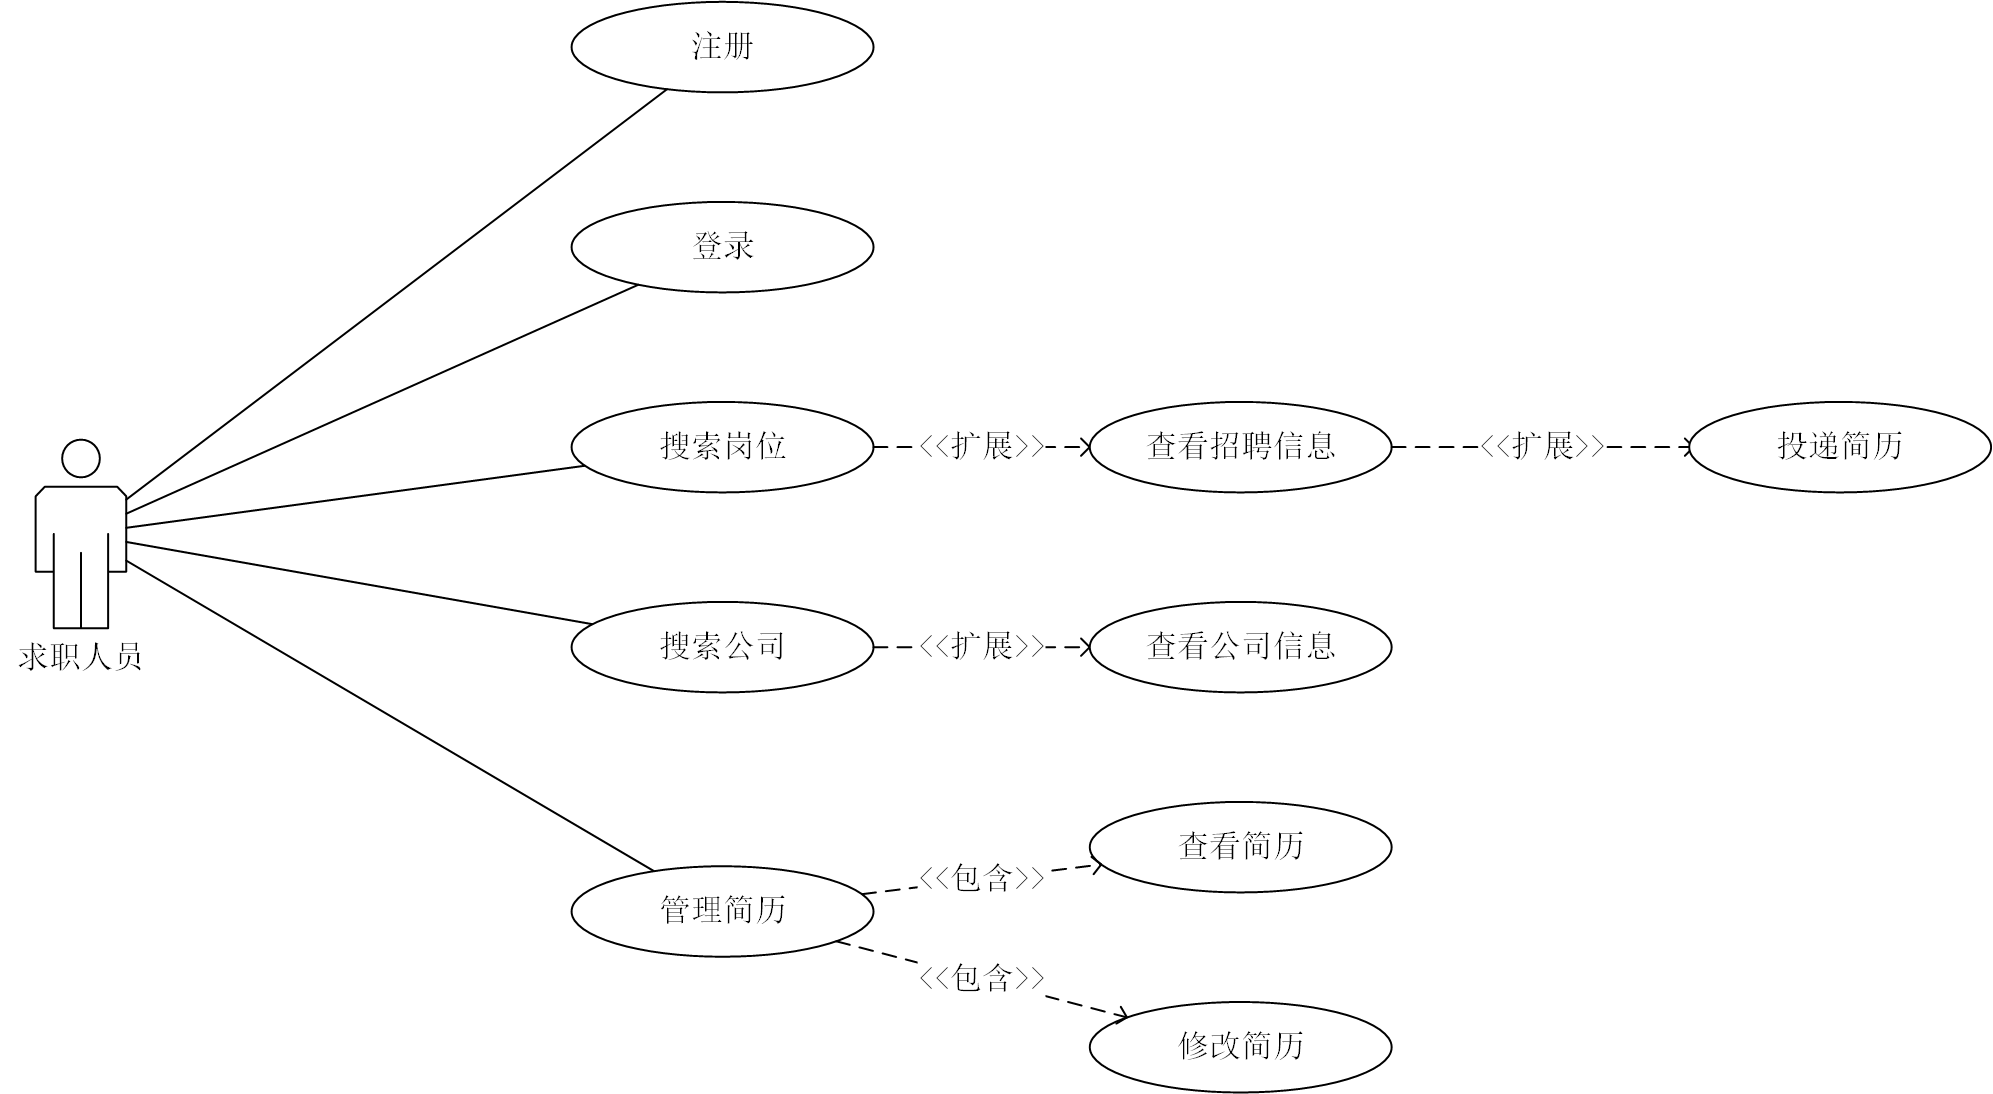 注册
登录
搜索岗位
<<扩展>>
查看招聘信息
<<扩展>>
投递简历
求职人员
搜索公司
<<扩展>>
查看公司信息
查看简历
<<包含>>
管理简历
<<包含>>
修改简历